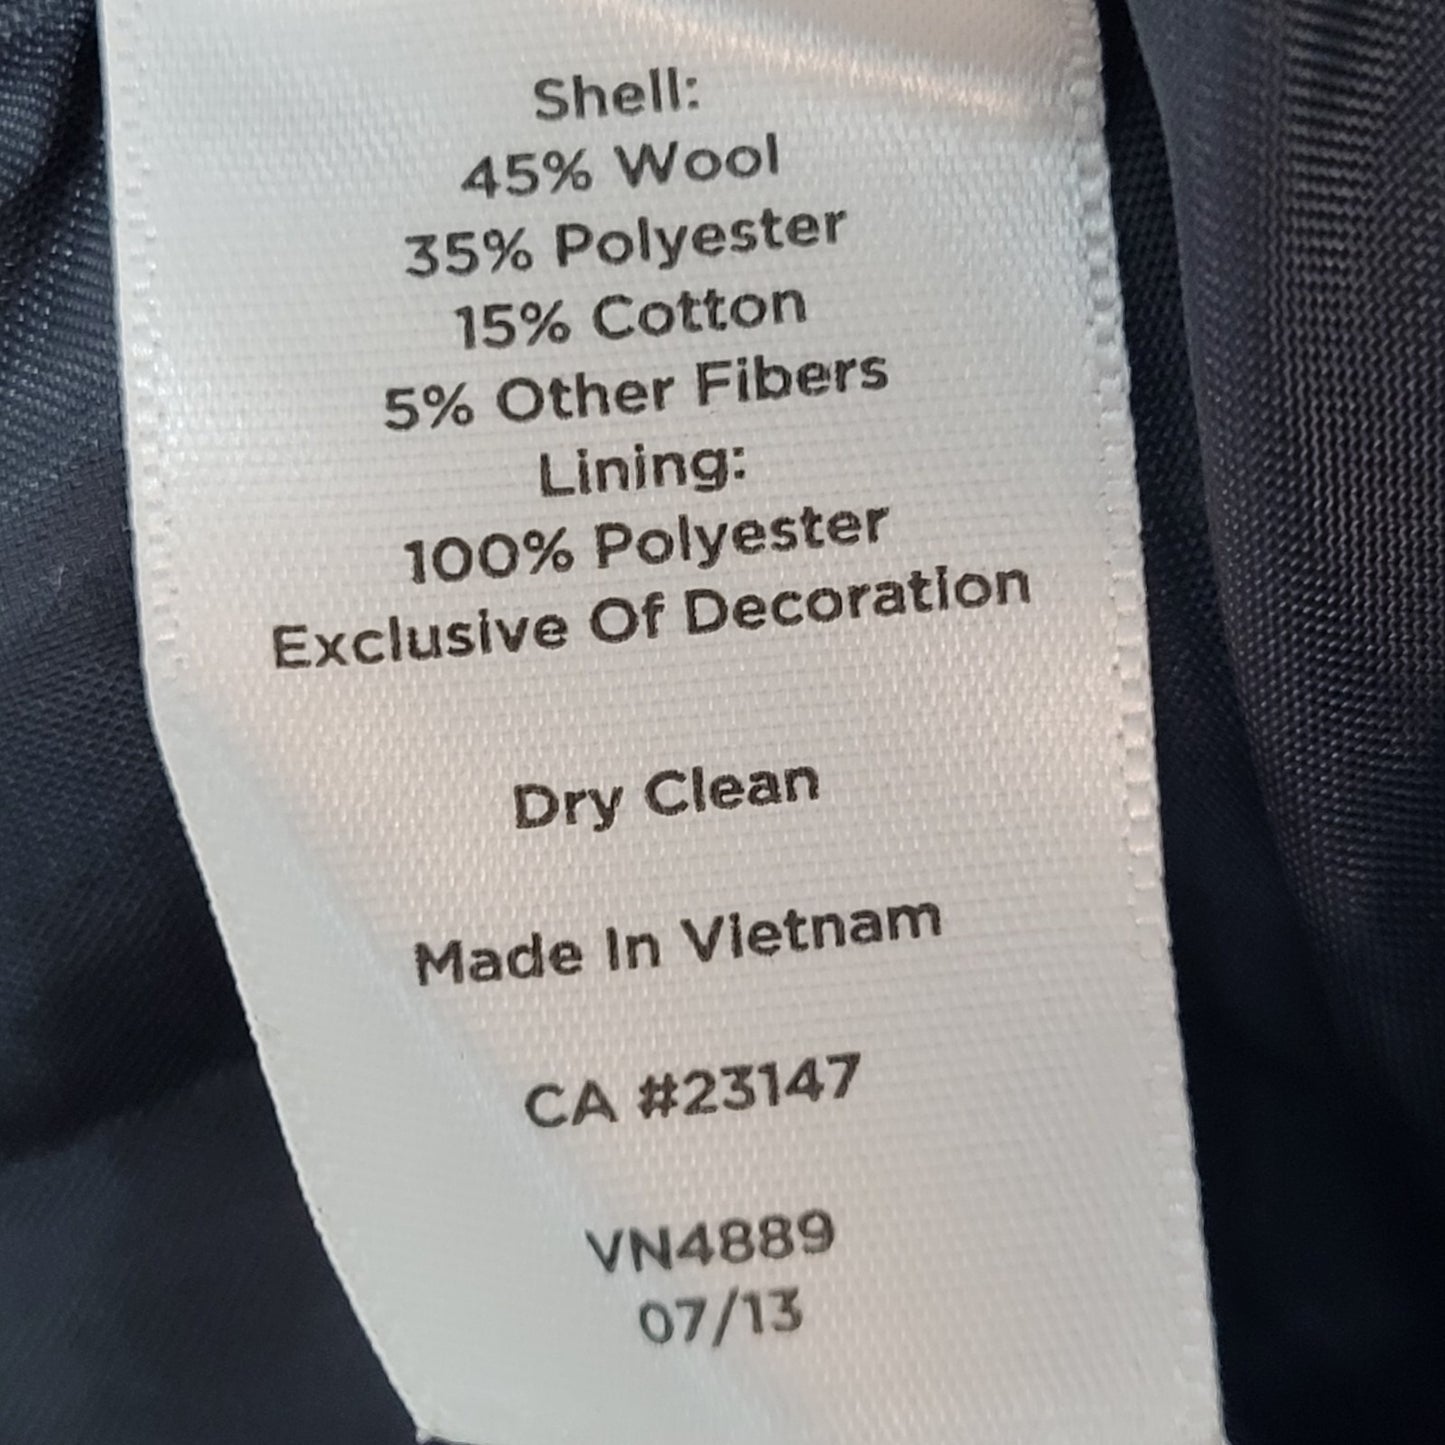 Shell:
45% Wool
35% Polyester
15% Cotton
5% Other Fibers
Lining:
100% Polyester
Exclusive Of Decoration
Dry Clean
Made In Vietnam
CA #23147
VN4889
07/13